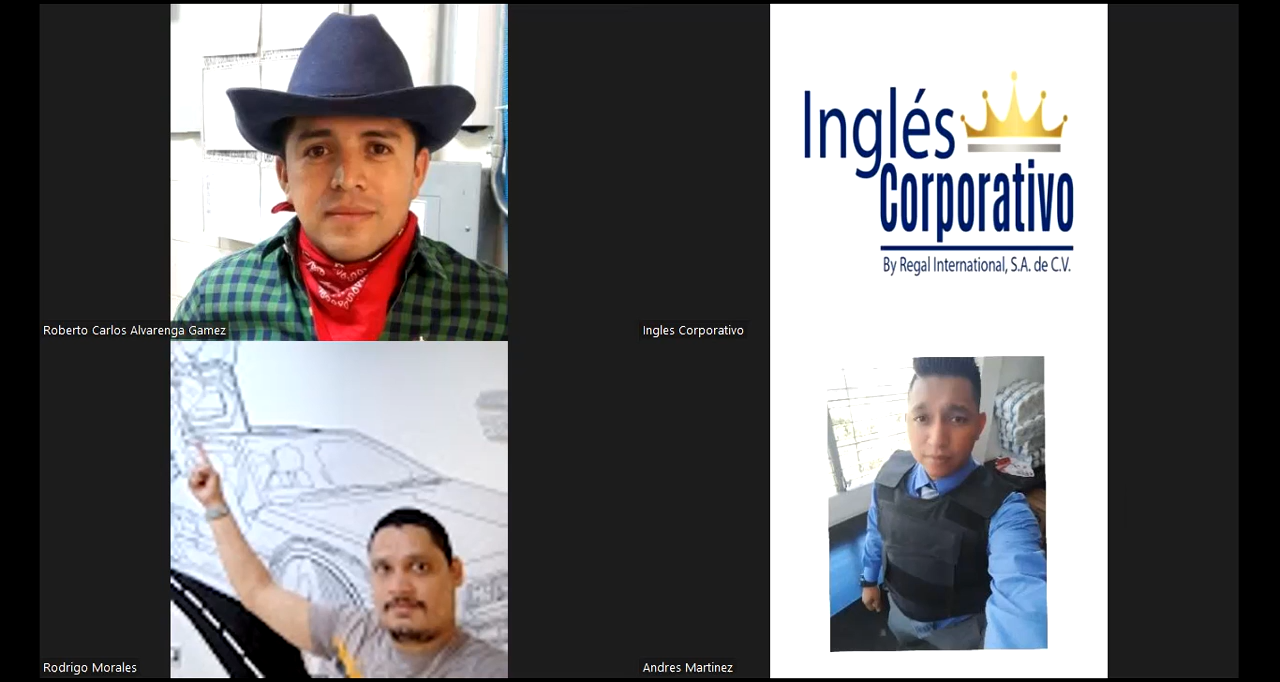 Roberto Carlos Alvarenga Gamez
Inglés
Corporativo
By Regal International, S.A. de C.V.
Ingles Corporativo
Rodrigo Morales
Andres Martinez